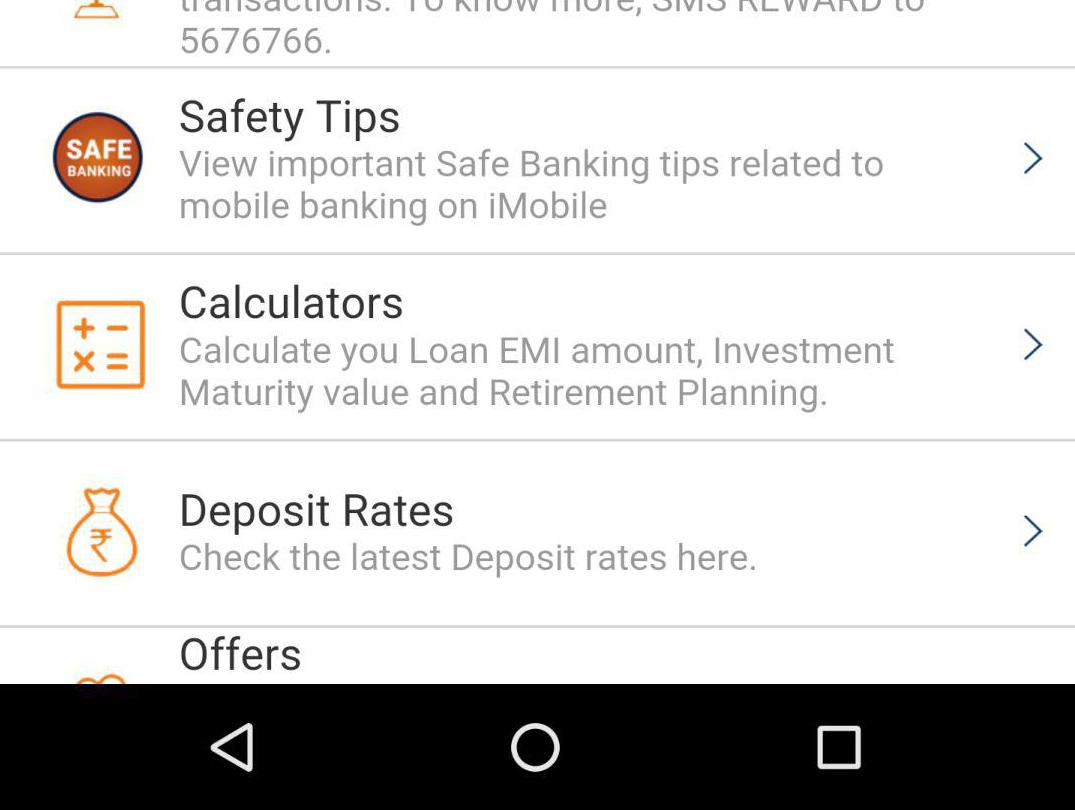 transactions. To know more, SMS REWARD to
5676766.
SAFE
BANKING
Safety Tips
View important Safe Banking tips related to
mobile banking on iMobile
Calculators
Calculate you Loan EMI amount, Investment
Maturity value and Retirement Planning.
Deposit Rates
Check the latest Deposit rates here.
Offers